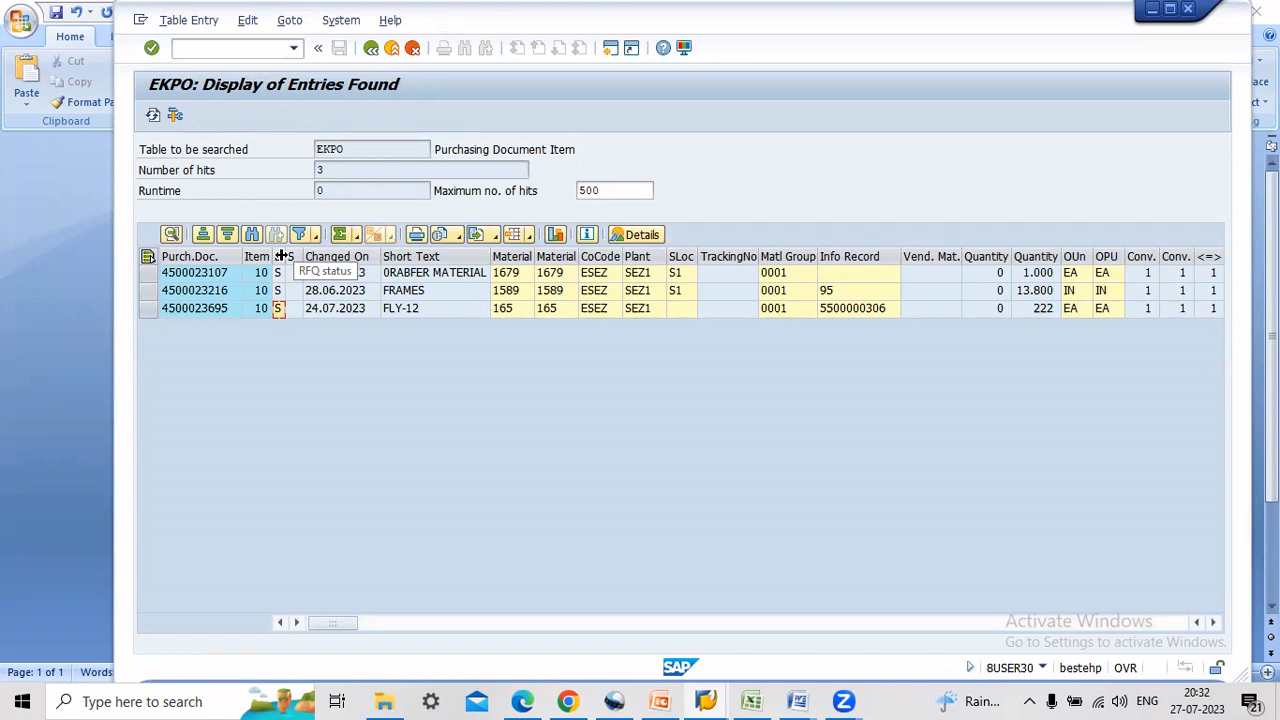 Table Entry Edit Goto System Help
Home
Cut
Copy
Paste
Format Pa
Clipboard
EKPO: Display of Entries Found
Table to be searched EKPO Purchasing Document Item
Number of hits 3
Runtime 0 Maximum no. of hits 500
Details
Purch.Doc. Item S Changed On Short Text Material Material CoCode Plant SLoc TrackingNo Matl Group Info Record Vend. Mat. Quantity Quantity OUn OPU Conv. Conv. <=>
RFQ status
4500023107 10 S 3 0RABFER MATERIAL 1679 1679 ESEZ SEZ1 S1 0001 0 1.000 EA EA 1 1 1
4500023216 10 S 28.06.2023 FRAMES 1589 1589 ESEZ SEZ1 S1 0001 95 0 13.800 IN IN 1 1 1
4500023695 10 S 24.07.2023 FLY-12 165 165 ESEZ SEZ1 0001 5500000306 0 222 EA EA 1 1 1
Activate Windows
Go to Settings to activate Windows.
SAP
8USER30 bestehp OVR
Page: 1 of 1 Words
Type here to search
Rain... ENG 20:32
27-07-2023
21